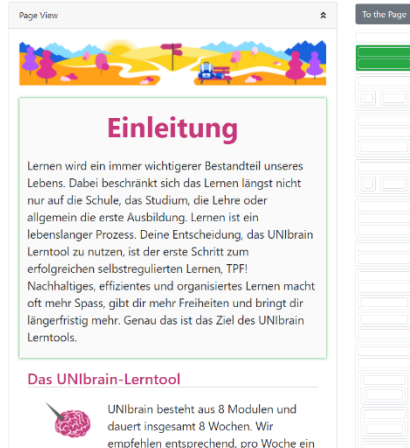 Page View
To the Page
Einleitung
Lernen wird ein immer wichtigerer Bestandteil unseres
Lebens. Dabei beschränkt sich das Lernen längst nicht
nur auf die Schule, das Studium, die Lehre oder
allgemein die erste Ausbildung. Lernen ist ein
lebenslanger Prozess. Deine Entscheidung, das UNIbrain
Lerntool zu nutzen, ist der erste Schritt zum
erfolgreichen selbstregulierten Lernen, TPF!
Nachhaltiges, effizientes und organisiertes Lernen macht
oft mehr Spass, gibt dir mehr Freiheiten und bringt dir
längerfristig mehr. Genau das ist das Ziel des UNIbrain
Lerntools.
Das UNIbrain-Lerntool
UNIbrain besteht aus 8 Modulen und
dauert insgesamt 8 Wochen. Wir
empfehlen entsprechend, pro Woche ein